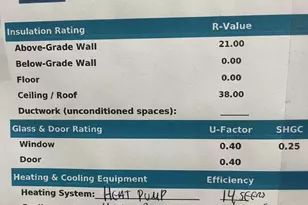 Insulation Rating R-Value
Above-Grade Wall 21.00
Below-Grade Wall 0.00
Floor 0.00
Ceiling / Roof 38.00
Ductwork (unconditioned spaces):
Glass & Door Rating U-Factor SHGC
Window 0.40 0.25
Door 0.40
Heating & Cooling Equipment Efficiency
Heating System: HEAT PUMP 14 SEER